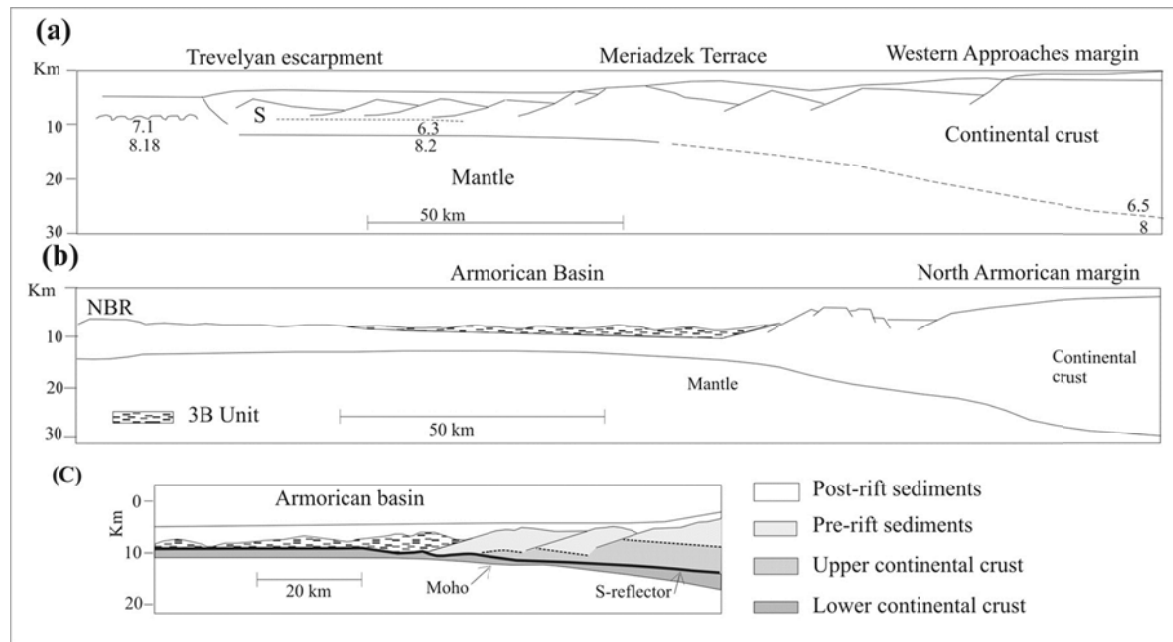 (a)
Trevelyan escarpment Meriadzek Terrace Western Approaches margin
Km
0
S
10
7.1
8.18
6.3
8.2
Continental crust
Mantle
20
50 km
6.5
8
30
(b)
Armorican Basin North Armorican margin
Km
0
NBR
10
Mantle
Continental
crust
20
3B Unit
50 km
30
(C)
Armorican basin
Km
0
10
20
20 km
Moho
S-reflector
Post-rift sediments
Pre-rift sediments
Upper continental crust
Lower continental crust